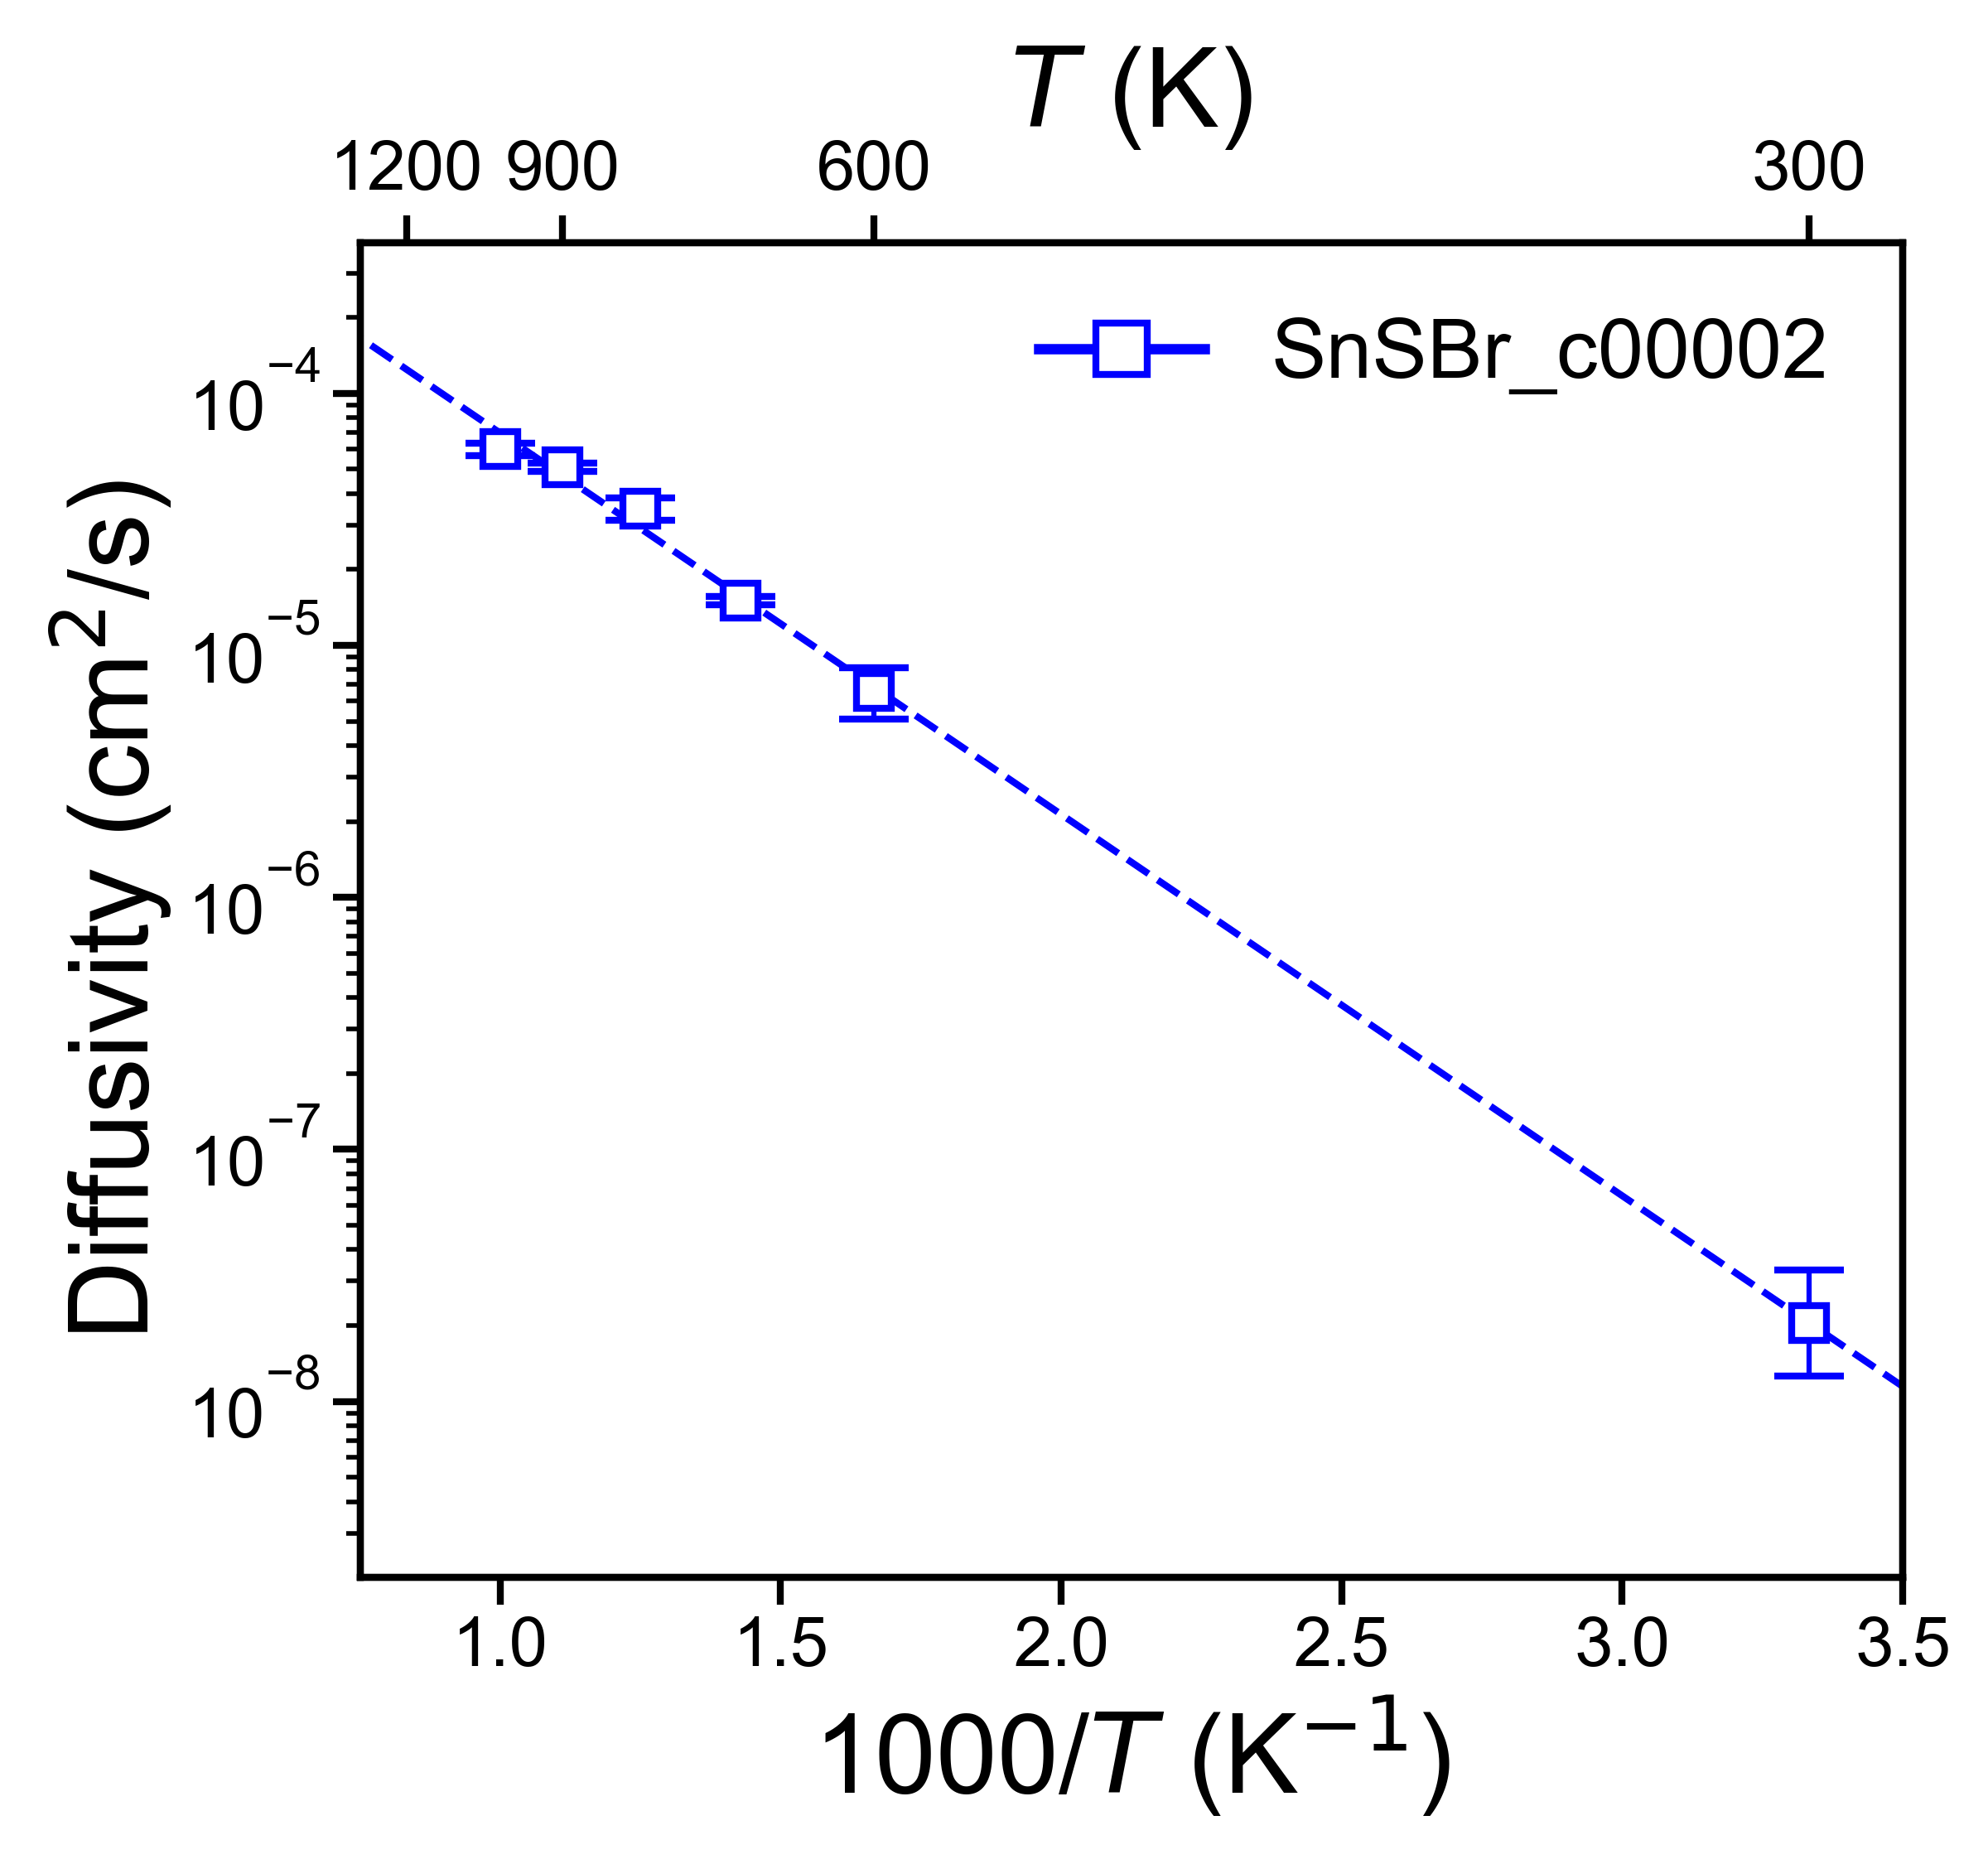 T (K)
1200 900 600 300
SnSBr_c00002
Diffusivity (cm²/s)
10⁻⁴
10⁻⁵
10⁻⁶
10⁻⁷
10⁻⁸
1.0 1.5 2.0 2.5 3.0 3.5
1000/T (K⁻¹)